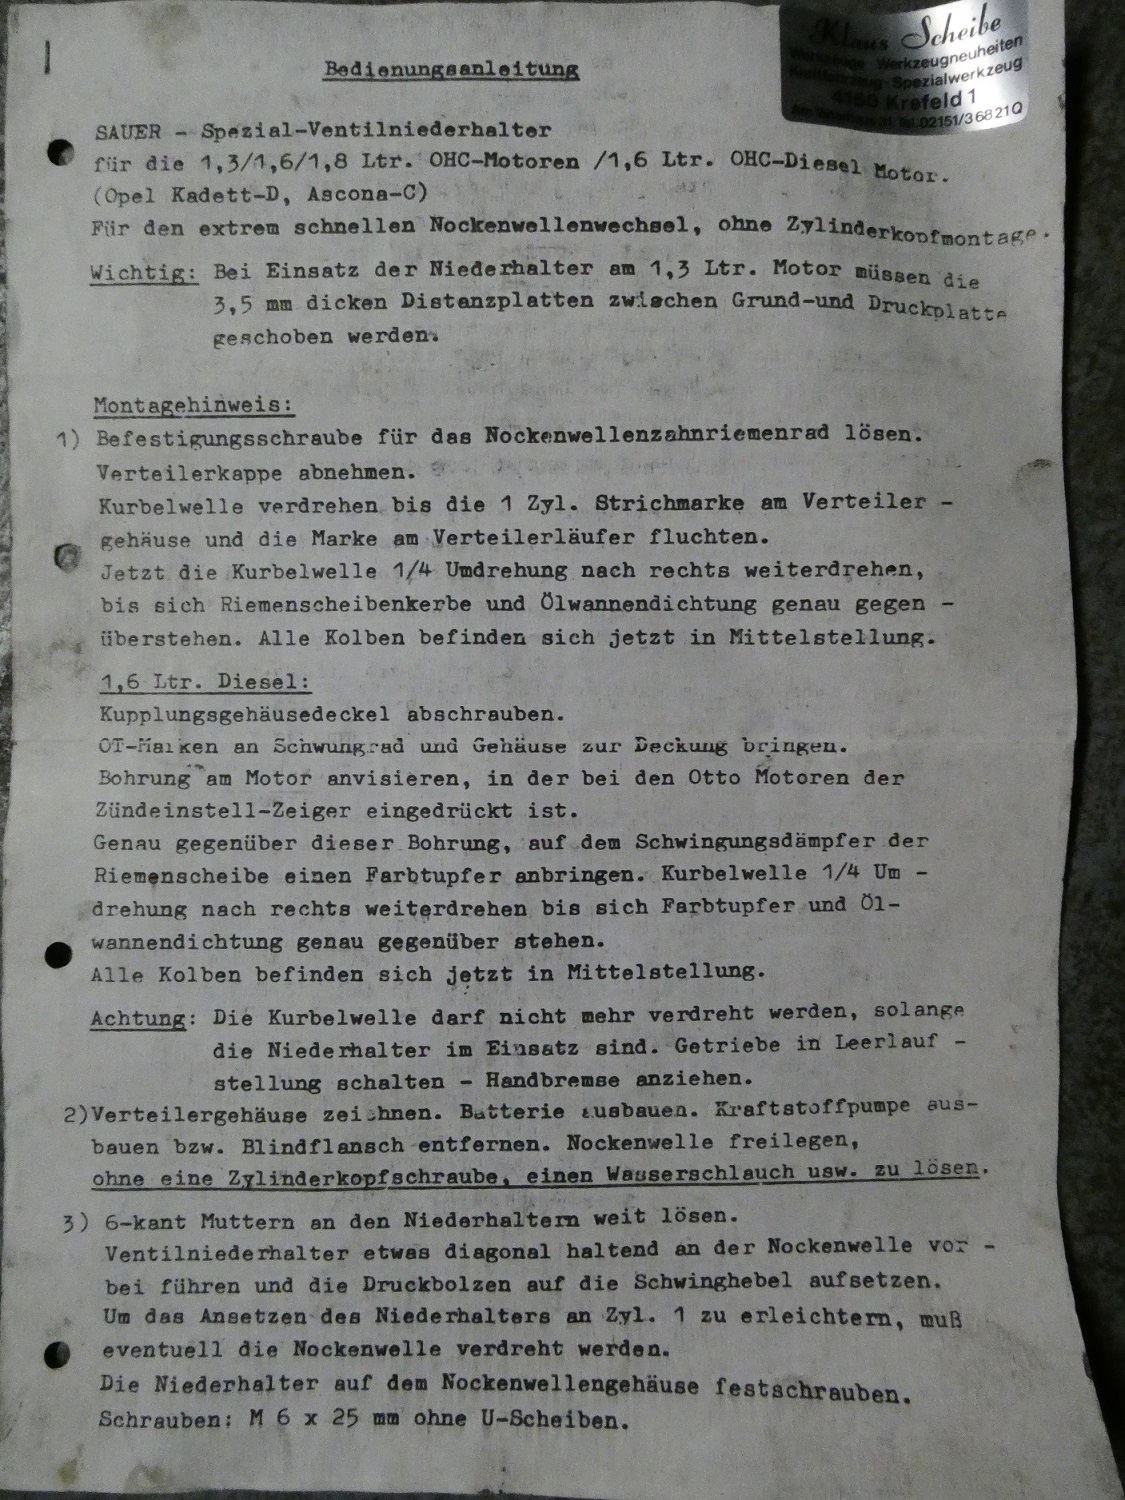 Klaus Scheibe
Werkzeuge Werkzeugneuheiten
Spezialwerkzeug
Krefeld 1
Tel. 02151/368210
Bedienungsanleitung
SAUER - Spezial-Ventilniederhalter
für die 1,3/1,6/1,8 Ltr. OHC-Motoren /1,6 Ltr. OHC-Diesel Motor.
(Opel Kadett-D, Ascona-C)
Für den extrem schnellen Nockenwellenwechsel, ohne Zylinderkopfmontage.
Wichtig: Bei Einsatz der Niederhalter am 1,3 Ltr. Motor müssen die
3,5 mm dicken Distanzplatten zwischen Grund-und Druckplatte
geschoben werden.
Montagehinweis:
1) Befestigungsschraube für das Nockenwellenzahnriemenrad lösen.
Verteilerkappe abnehmen.
Kurbelwelle verdrehen bis die 1 Zyl. Strichmarke am Verteiler -
gehäuse und die Marke am Verteilerläufer fluchten.
Jetzt die Kurbelwelle 1/4 Umdrehung nach rechts weiterdrehen,
bis sich Riemenscheibenkerbe und Ölwannendichtung genau gegen -
überstehen. Alle Kolben befinden sich jetzt in Mittelstellung.
1,6 Ltr. Diesel:
Kupplungsgehäusedeckel abschrauben.
OT-Marken an Schwungrad und Gehäuse zur Deckung bringen.
Bohrung am Motor anvisieren, in der bei den Otto Motoren der
Zündeinstell-Zeiger eingedrückt ist.
Genau gegenüber dieser Bohrung, auf dem Schwingungsdämpfer der
Riemenscheibe einen Farbtupfer anbringen. Kurbelwelle 1/4 Um -
drehung nach rechts weiterdrehen bis sich Farbtupfer und Öl-
wannendichtung genau gegenüber stehen.
Alle Kolben befinden sich jetzt in Mittelstellung.
Achtung: Die Kurbelwelle darf nicht mehr verdreht werden, solange
die Niederhalter im Einsatz sind. Getriebe in Leerlauf -
stellung schalten - Handbremse anziehen.
2)Verteilergehäuse zeichnen. Batterie ausbauen. Kraftstoffpumpe aus-
bauen bzw. Blindflansch entfernen. Nockenwelle freilegen,
ohne eine Zylinderkopfschraube, einen Wasserschlauch usw. zu lösen.
3) 6-kant Muttern an den Niederhaltern weit lösen.
Ventilniederhalter etwas diagonal haltend an der Nockenwelle vor -
bei führen und die Druckbolzen auf die Schwinghebel aufsetzen.
Um das Ansetzen des Niederhalters an Zyl. 1 zu erleichtern, muß
eventuell die Nockenwelle verdreht werden.
Die Niederhalter auf dem Nockenwellengehäuse festschrauben.
Schrauben: M 6 x 25 mm ohne U-Scheiben.